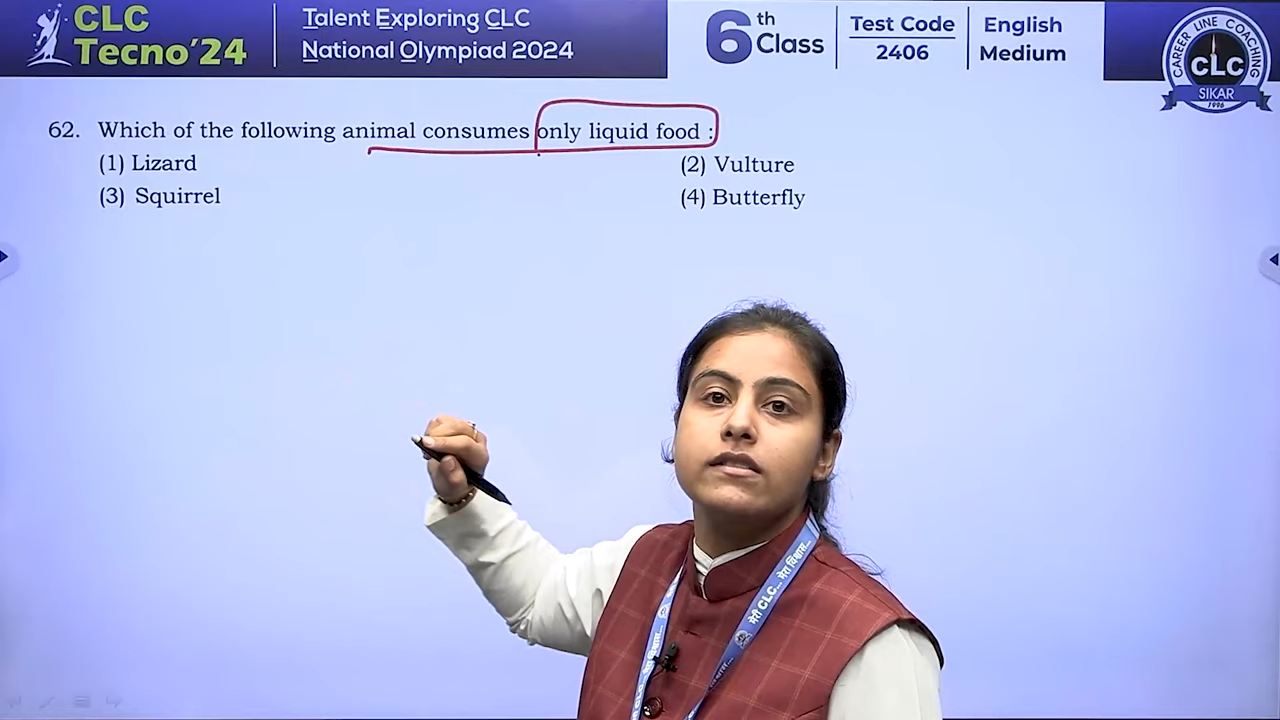 CLC
Tecno'24
Talent Exploring CLC
National Olympiad 2024
6th Class
Test Code
2406
English
Medium
CAREER LINE COACHING
CLC
SIKAR
1996
62. Which of the following animal consumes only liquid food :
(1) Lizard
(2) Vulture
(3) Squirrel
(4) Butterfly
मेरी CLC... मेरा विश्वास...